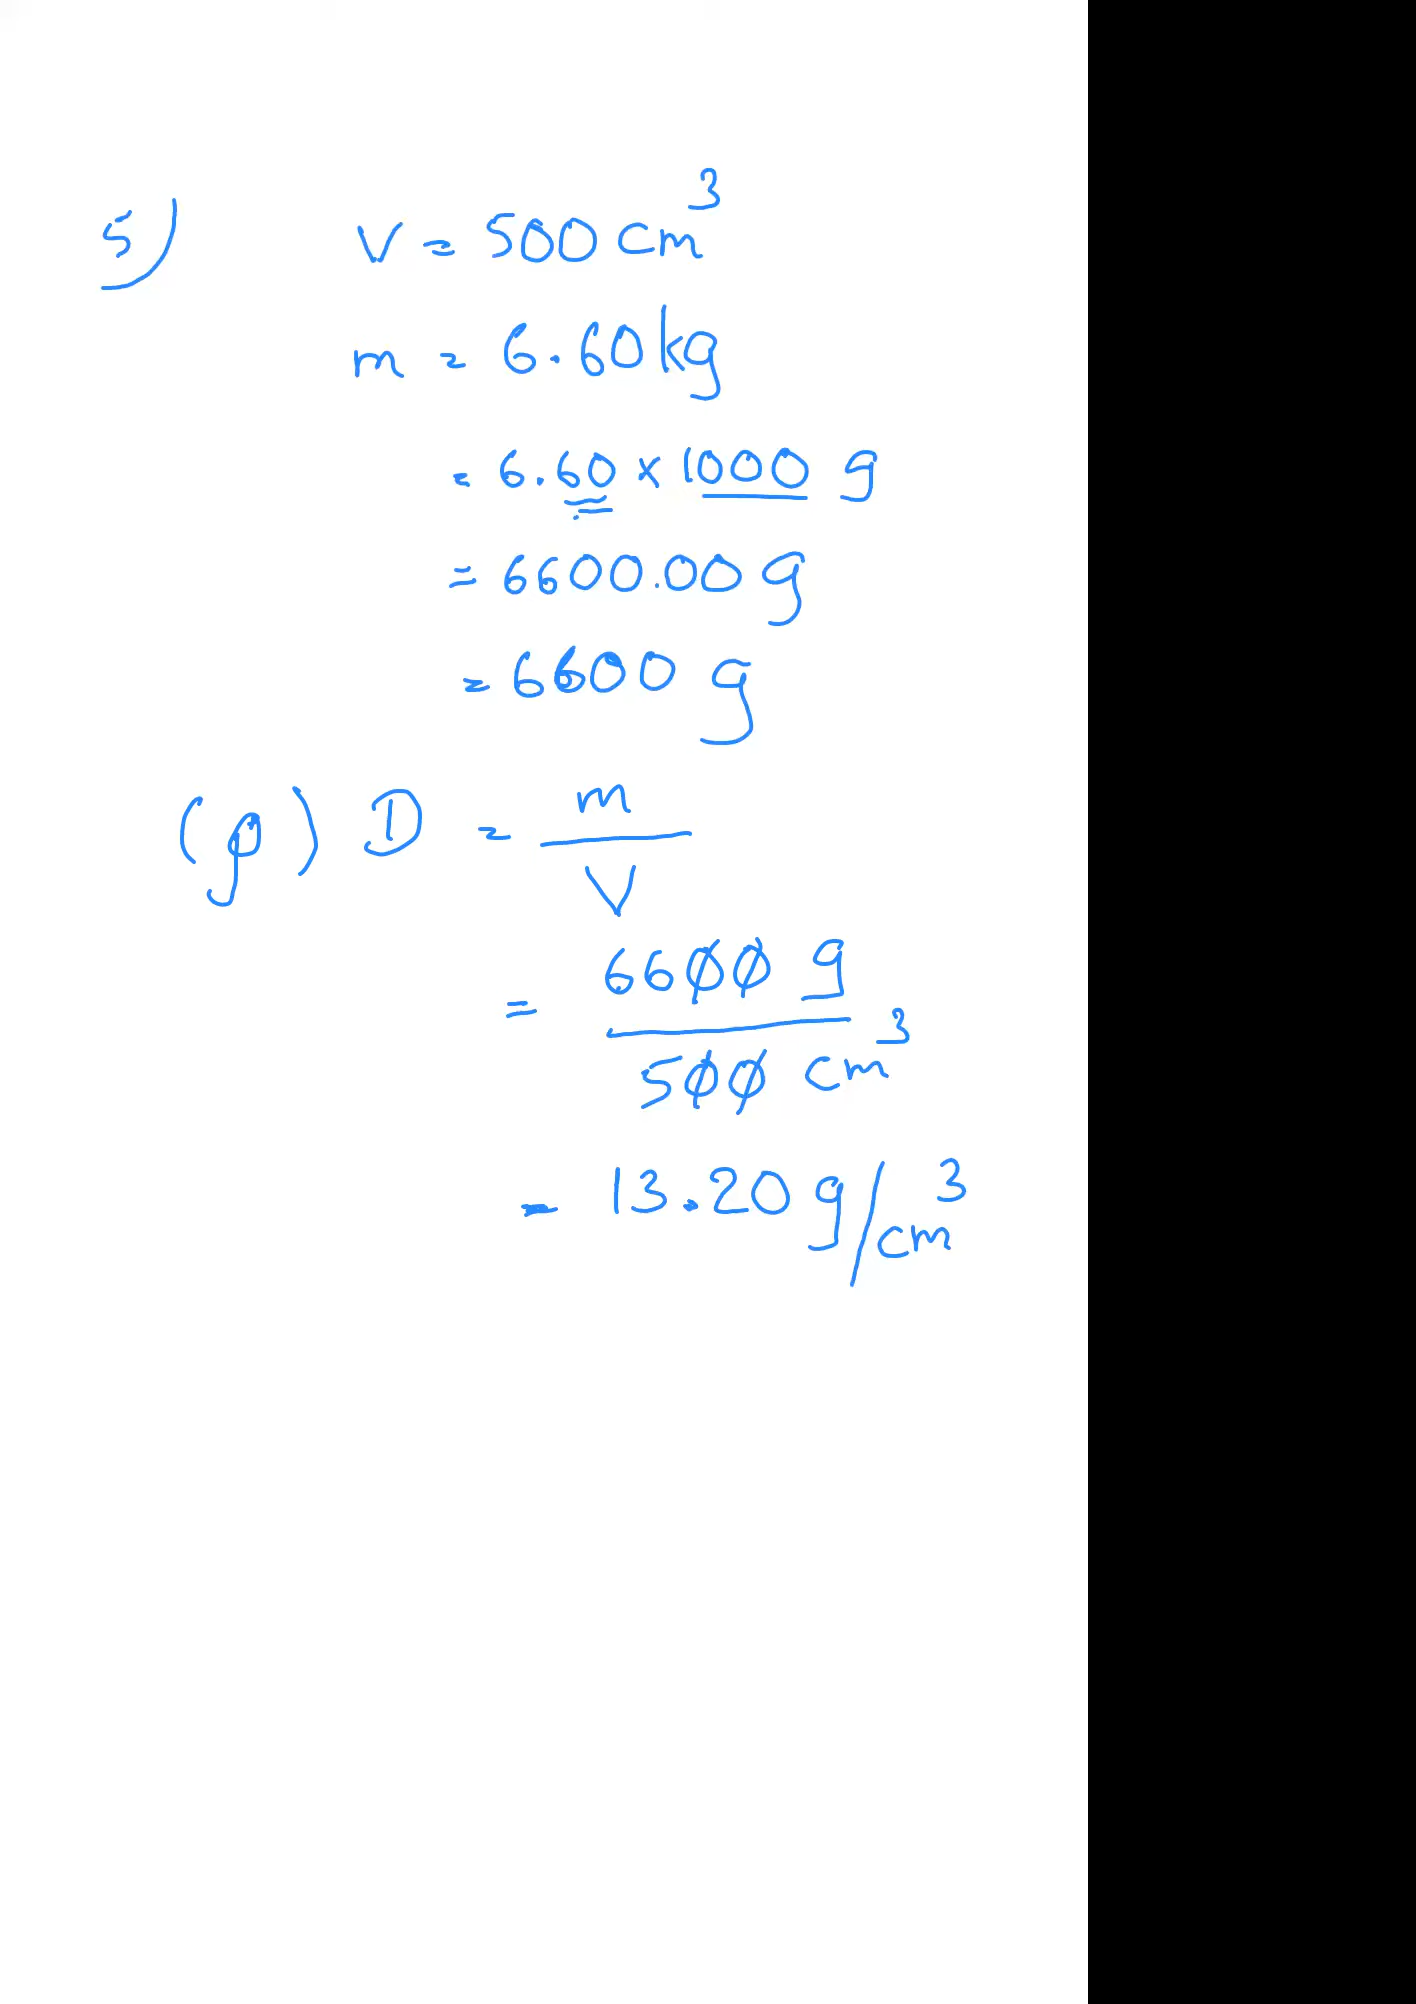 5) V = 500 cm³
m = 6.60 kg
= 6.60 × 1000 g
= 6600.00 g
= 6600 g
(ρ) D = m / V
= 6600 g / 500 cm³
= 13.20 g/cm³